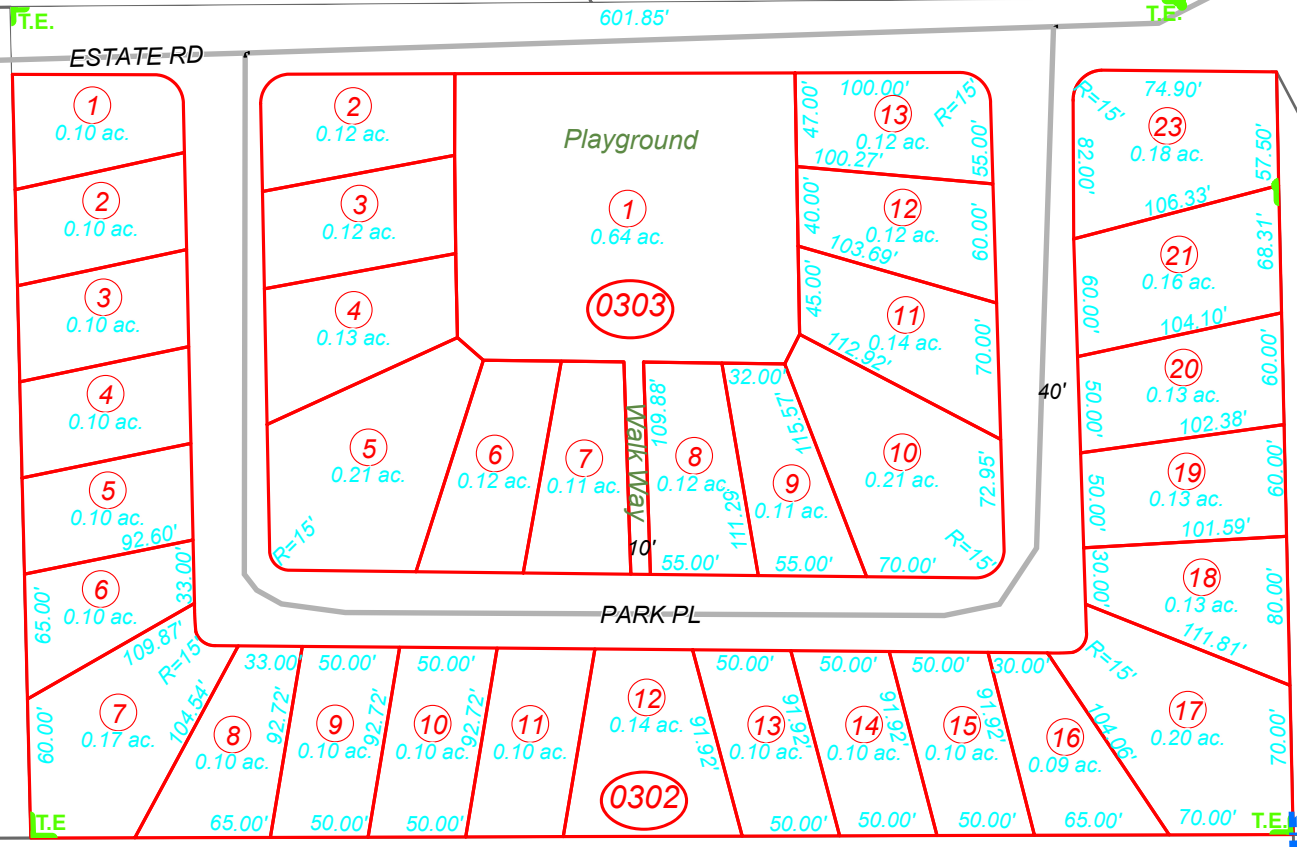 T.E.
601.85'
T.E.
ESTATE RD
1
0.10 ac.
2
0.10 ac.
3
0.10 ac.
4
0.10 ac.
5
0.10 ac.
92.60'
33.00'
6
0.10 ac.
65.00'
109.87'
R=15'
7
0.17 ac.
60.00'
104.54'
T.E
2
0.12 ac.
3
0.12 ac.
4
0.13 ac.
5
0.21 ac.
R=15'
6
0.12 ac.
7
0.11 ac.
Playground
1
0.64 ac.
0303
Walk Way
10'
109.88'
8
0.12 ac.
55.00'
111.29'
32.00'
115.57'
9
0.11 ac.
55.00'
100.00'
R=15'
47.00'
13
0.12 ac.
55.00'
100.27'
40.00'
12
0.12 ac.
60.00'
103.69'
45.00'
11
0.14 ac.
70.00'
112.92'
10
0.21 ac.
72.95'
R=15'
70.00'
40'
PARK PL
R=15'
74.90'
23
0.18 ac.
82.00'
57.50'
106.33'
21
0.16 ac.
68.31'
60.00'
104.10'
20
0.13 ac.
60.00'
50.00'
102.38'
19
0.13 ac.
60.00'
50.00'
101.59'
30.00'
18
0.13 ac.
80.00'
111.81'
R=15'
17
0.20 ac.
70.00'
104.06'
70.00'
T.E.
33.00'
8
0.10 ac.
92.72'
65.00'
50.00'
9
0.10 ac.
92.72'
50.00'
50.00'
10
0.10 ac.
92.72'
50.00'
11
0.10 ac.
12
0.14 ac.
0302
91.92'
50.00'
13
0.10 ac.
91.92'
50.00'
50.00'
14
0.10 ac.
91.92'
50.00'
50.00'
15
0.10 ac.
91.92'
50.00'
30.00'
16
0.09 ac.
65.00'